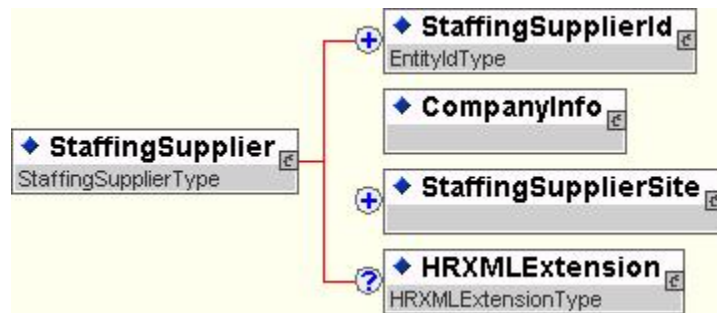 StaffingSupplier
StaffingSupplierType
+
StaffingSupplierId
EntityIdType
CompanyInfo
+
StaffingSupplierSite
?
HRXMLExtension
HRXMLExtensionType